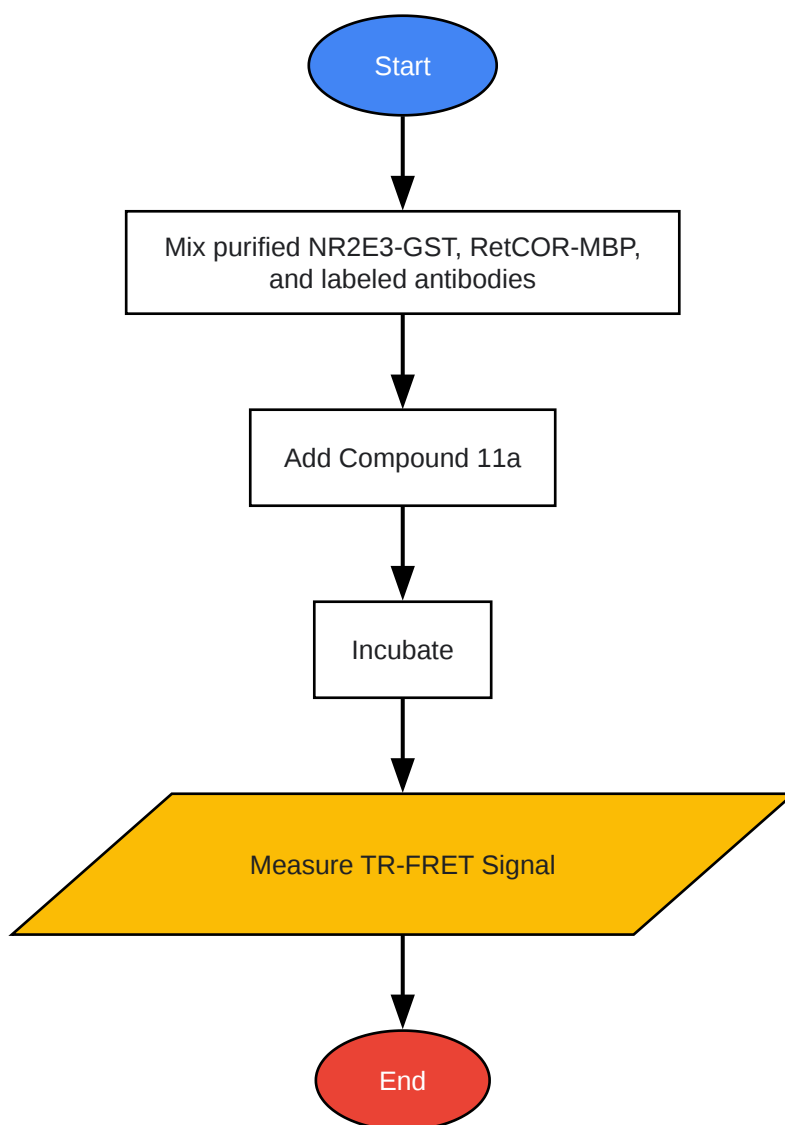 Start
Mix purified NR2E3-GST, RetCOR-MBP,
and labeled antibodies
Add Compound 11a
Incubate
Measure TR-FRET Signal
End